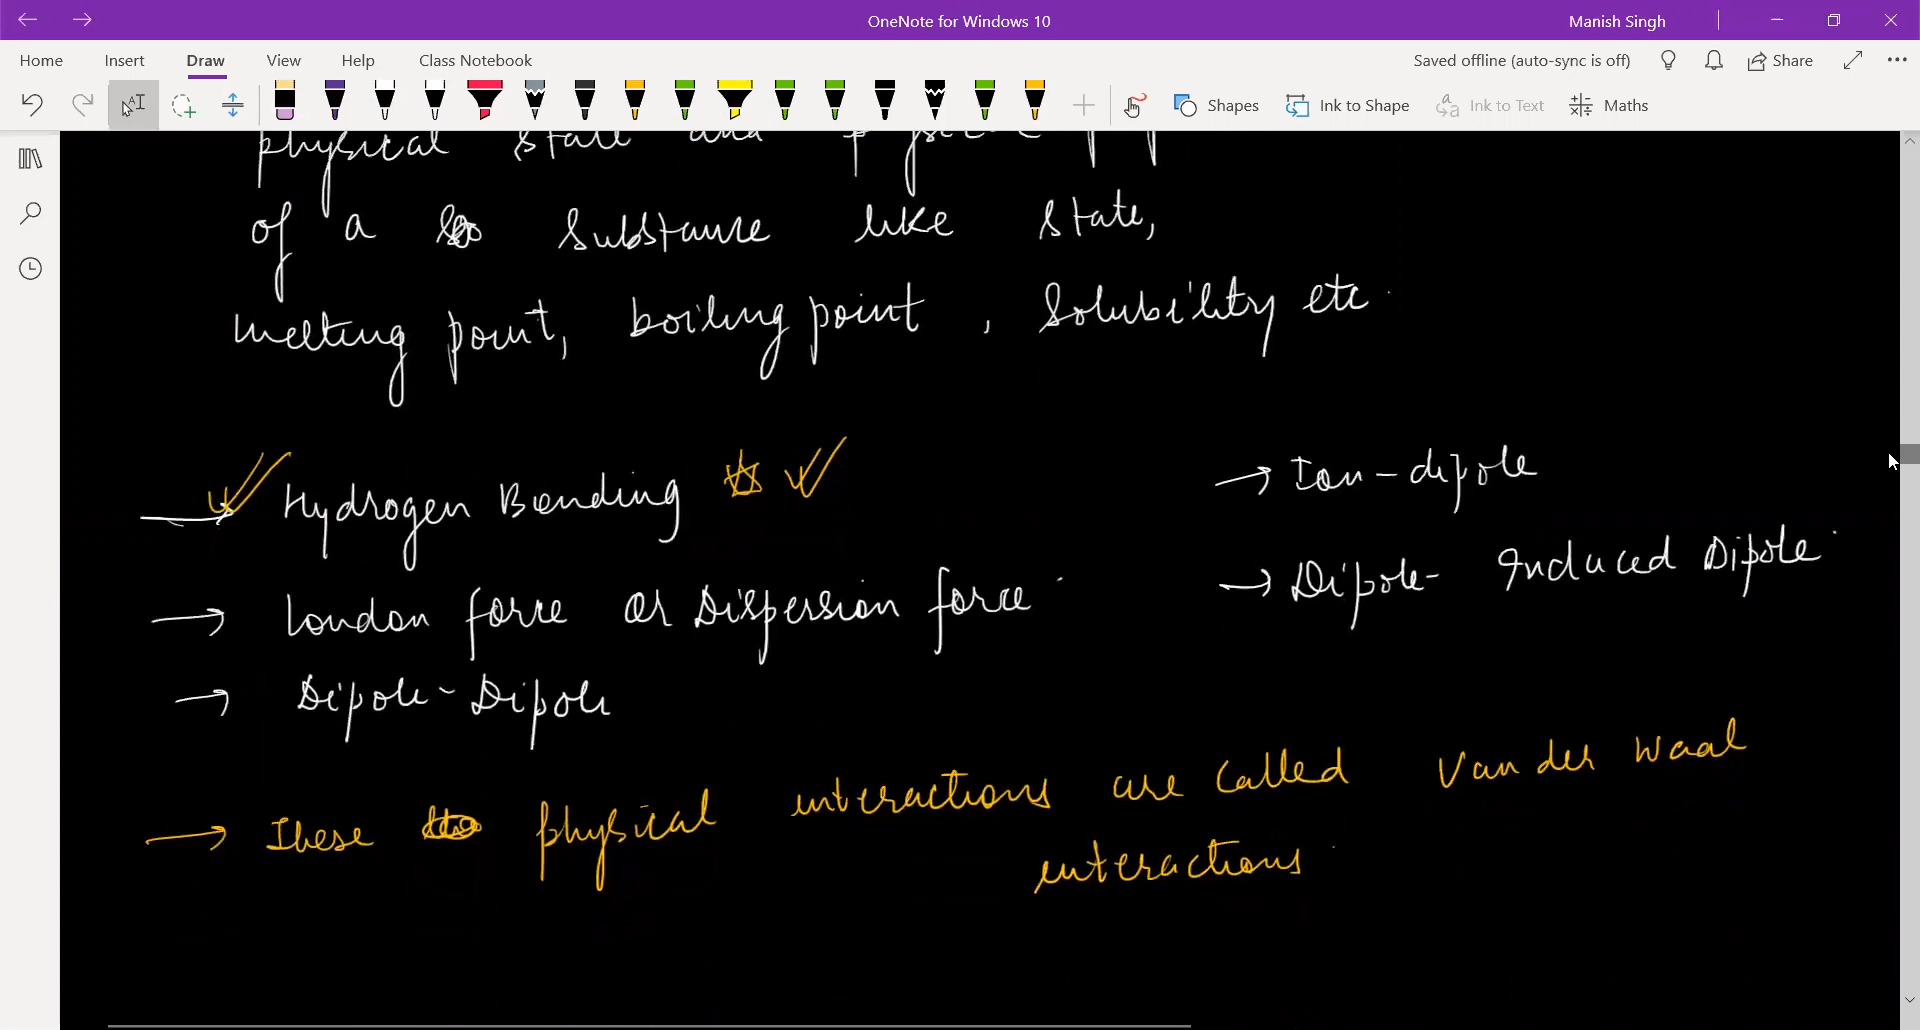 OneNote for Windows 10
Manish Singh
Home Insert Draw View Help Class Notebook
Saved offline (auto-sync is off) Share
Shapes Ink to Shape Ink to Text Maths
physical state and
of a substance like state,
melting point, boiling point, Solubility etc.
→ Hydrogen Bonding
→ London force or Dispersion force.
→ Dipole-Dipole
→ Ion-dipole
→ Dipole- Induced Dipole.
→ These physical interactions are called Van der Waal
interactions.